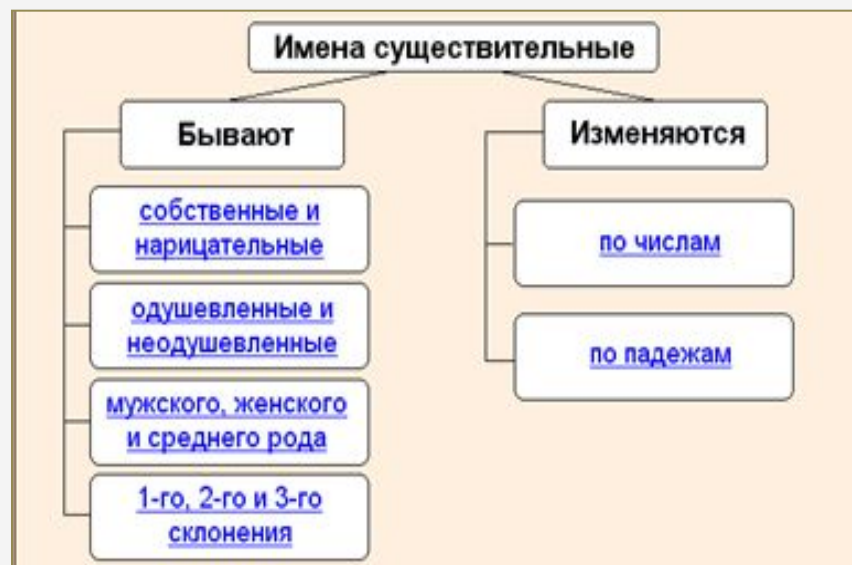 Имена существительные
Бывают
собственные и
нарицательные
одушевленные и
неодушевленные
мужского, женского
и среднего рода
1-го, 2-го и 3-го
склонения
Изменяются
по числам
по падежам